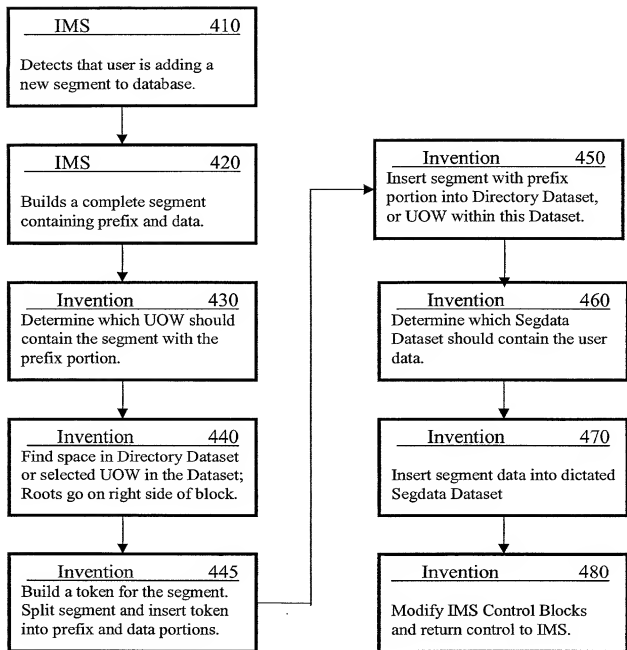 IMS 410
Detects that user is adding a
new segment to database.
IMS 420
Builds a complete segment
containing prefix and data.
Invention 430
Determine which UOW should
contain the segment with the
prefix portion.
Invention 440
Find space in Directory Dataset
or selected UOW in the Dataset;
Roots go on right side of block.
Invention 445
Build a token for the segment.
Split segment and insert token
into prefix and data portions.
Invention 450
Insert segment with prefix
portion into Directory Dataset,
or UOW within this Dataset.
Invention 460
Determine which Segdata
Dataset should contain the user
data.
Invention 470
Insert segment data into dictated
Segdata Dataset
Invention 480
Modify IMS Control Blocks
and return control to IMS.